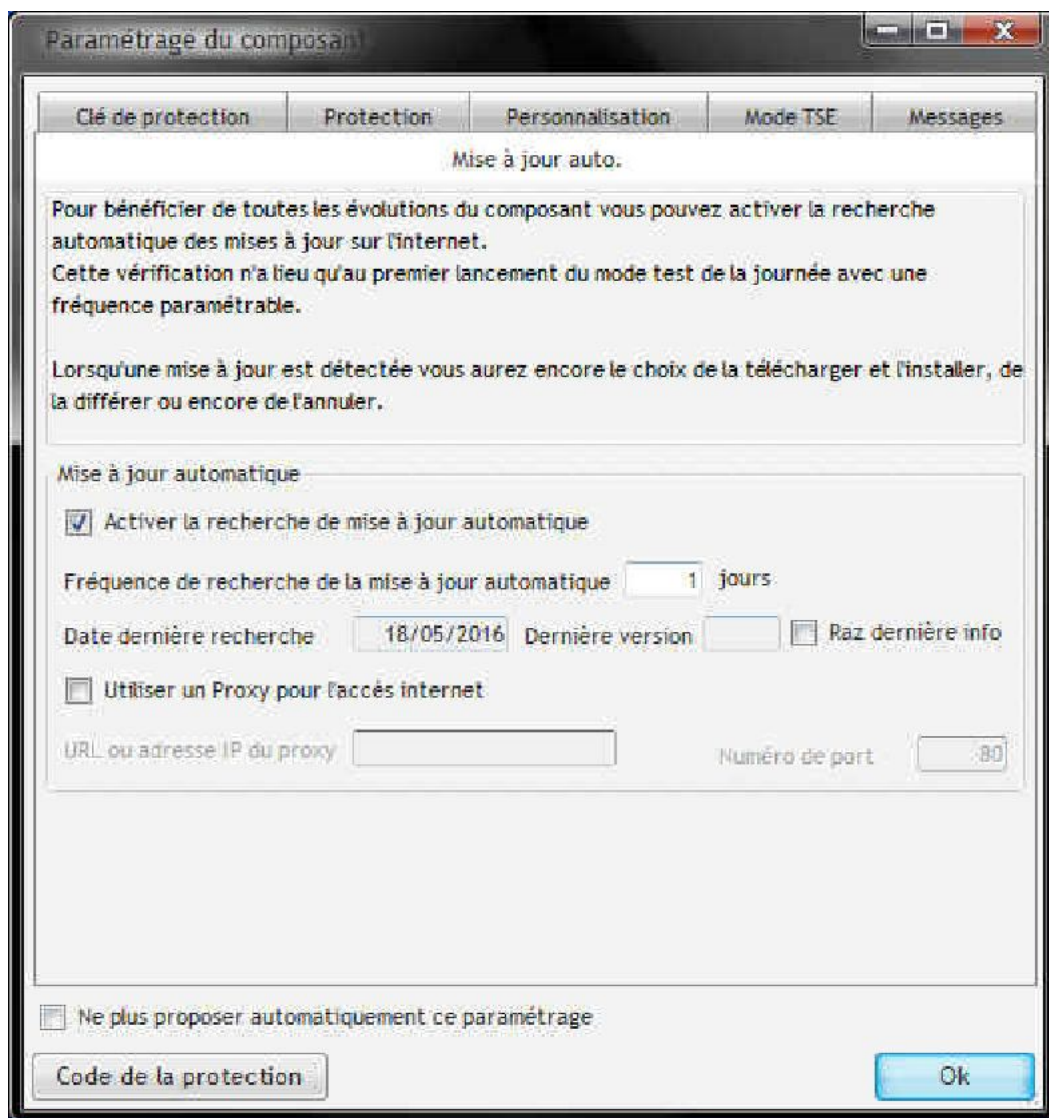 Paramétrage du composant
Clé de protection Protection Personnalisation Mode TSE Messages
Mise à jour auto.
Pour bénéficier de toutes les évolutions du composant vous pouvez activer la recherche
automatique des mises à jour sur l'internet.
Cette vérification n'a lieu qu'au premier lancement du mode test de la journée avec une
fréquence paramétrable.
Lorsqu'une mise à jour est détectée vous aurez encore le choix de la télécharger et l'installer, de
la différer ou encore de l'annuler.
Mise à jour automatique
Activer la recherche de mise à jour automatique
Fréquence de recherche de la mise à jour automatique 1 jours
Date dernière recherche 18/05/2016 Dernière version Raz dernière info
Utiliser un Proxy pour l'accés internet
URL ou adresse IP du proxy Numéro de port 80
Ne plus proposer automatiquement ce paramétrage
Code de la protection Ok